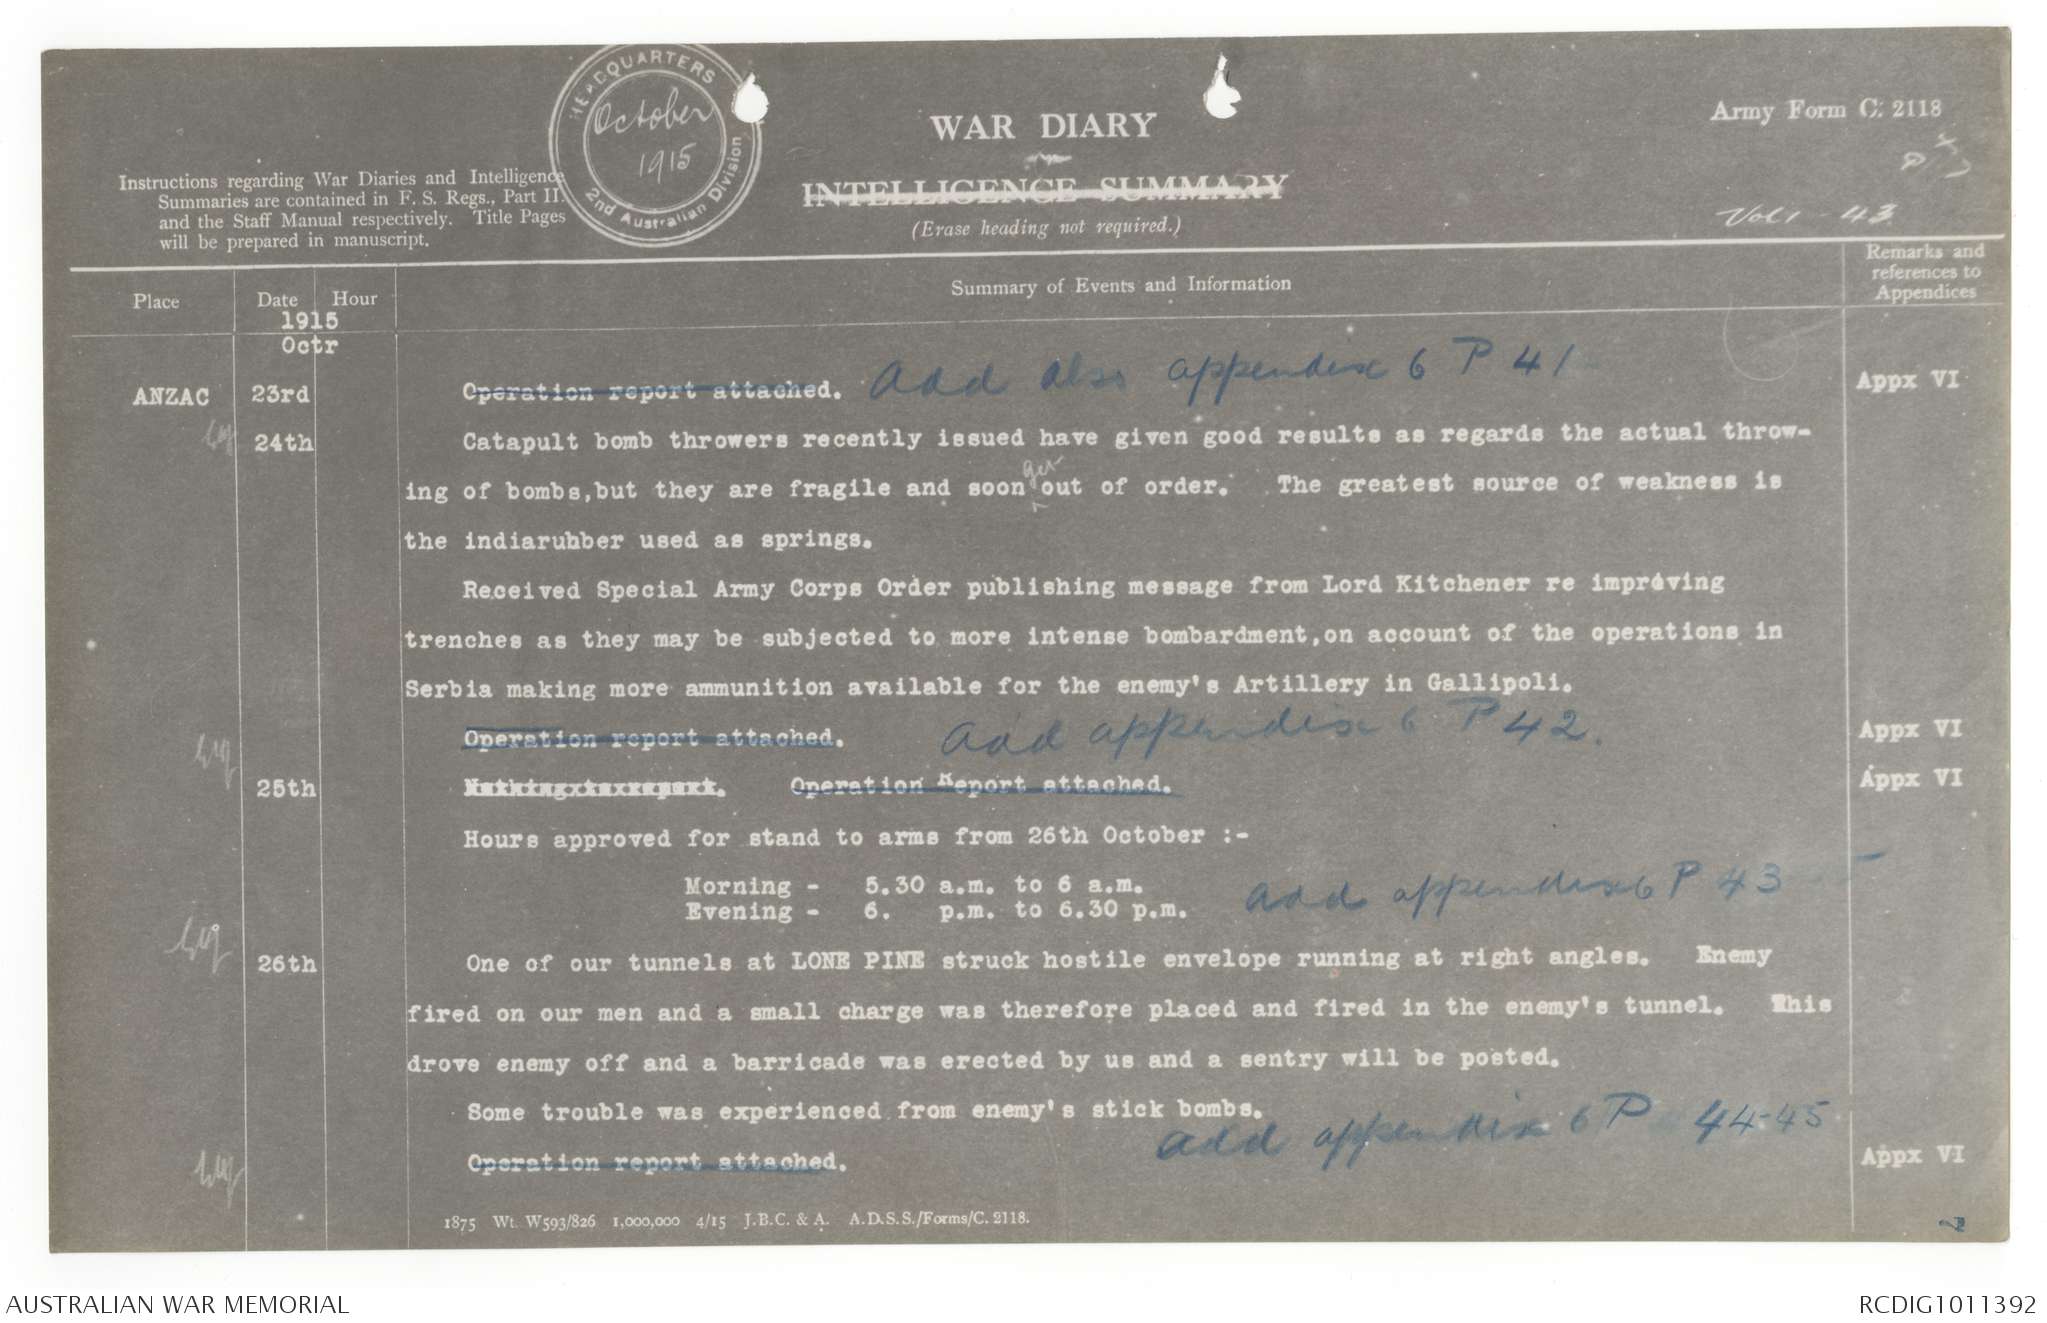 HEADQUARTERS
October
1915
2nd Australian Division
WAR DIARY
or
INTELLIGENCE SUMMARY
(Erase heading not required.)
Army Form C. 2118
Vol 1 - 43
Instructions regarding War Diaries and Intelligence
Summaries are contained in F. S. Regs., Part II.
and the Staff Manual respectively. Title Pages
will be prepared in manuscript.
Place
Date
Hour
Summary of Events and Information
Remarks and
references to
Appendices
1915
Octr
ANZAC 23rd Operation report attached. Add also appendix 6 P 41 Appx VI
24th Catapult bomb throwers recently issued have given good results as regards the actual throw-
get
ing of bombs,but they are fragile and soon out of order. The greatest source of weakness is
the indiarubber used as springs.
Received Special Army Corps Order publishing message from Lord Kitchener re improving
trenches as they may be subjected to more intense bombardment,on account of the operations in
Serbia making more ammunition available for the enemy's Artillery in Gallipoli.
Operation report attached. Add appendix 6 P 42. Appx VI
25th Nothing to report. Operation Report attached. Appx VI
Hours approved for stand to arms from 26th October :-
Morning - 5.30 a.m. to 6 a.m.
Evening - 6. p.m. to 6.30 p.m. Add appendix 6 P 43
26th One of our tunnels at LONE PINE struck hostile envelope running at right angles. Enemy
fired on our men and a small charge was therefore placed and fired in the enemy's tunnel. This
drove enemy off and a barricade was erected by us and a sentry will be posted.
Some trouble was experienced from enemy's stick bombs.
Add appendix 6 P 44-45
Operation report attached. Appx VI
1875 Wt. W593/826 1,000,000 4/15 J.B.C. & A. A.D.S.S./Forms/C. 2118.
AUSTRALIAN WAR MEMORIAL
RCDIG1011392